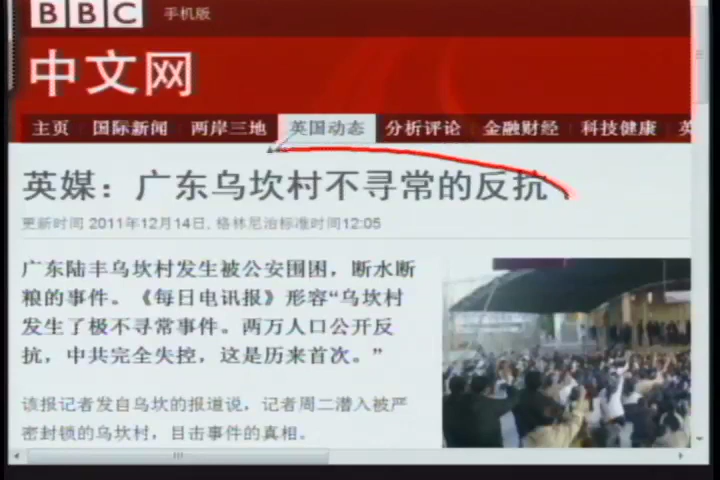 BBC 手机版
中文网
主页 国际新闻 两岸三地 英国动态 分析评论 金融财经 科技健康 英
英媒：广东乌坎村不寻常的反抗
更新时间 2011年12月14日, 格林尼治标准时间12:05
广东陆丰乌坎村发生被公安围困，断水断
粮的事件。《每日电讯报》形容“乌坎村
发生了极不寻常事件。两万人口公开反
抗，中共完全失控，这是历来首次。”
该报记者发自乌坎的报道说，记者周二潜入被严
密封锁的乌坎村，目击事件的真相。